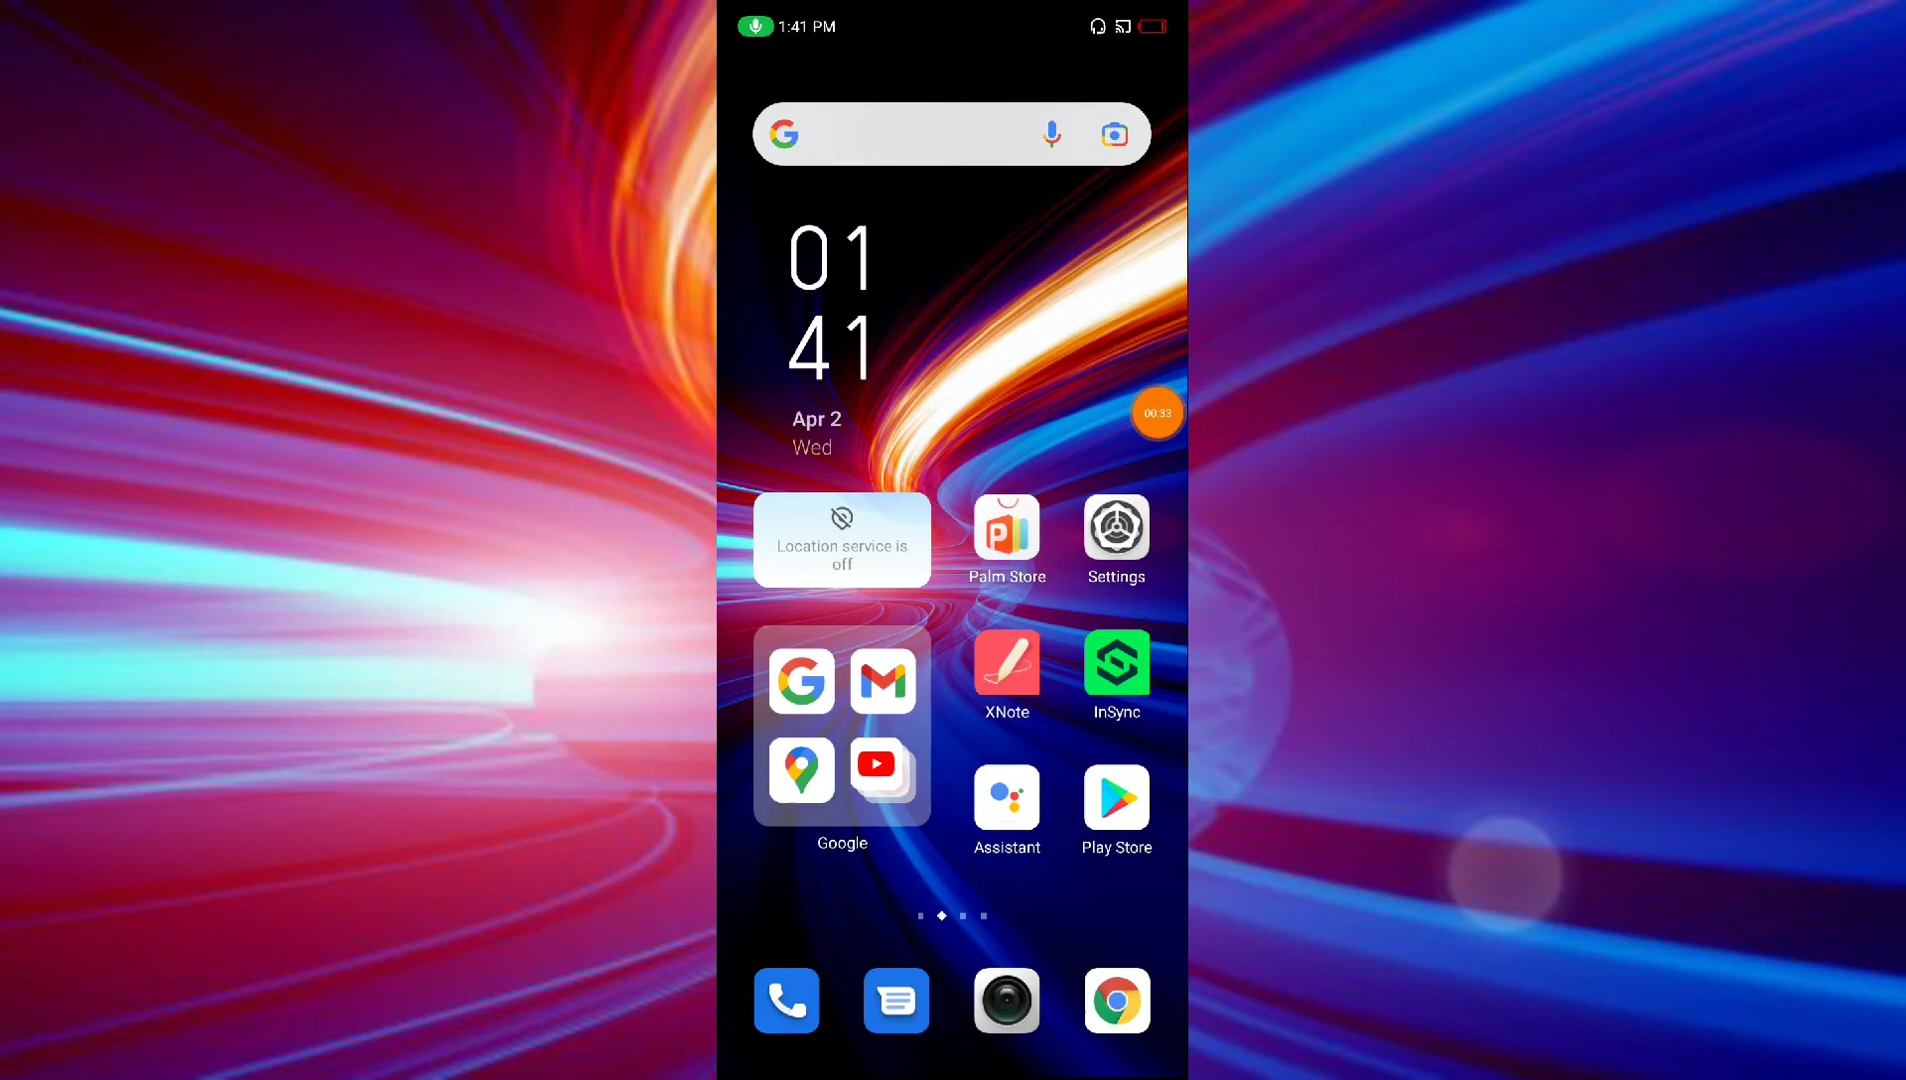 1:41 PM
01
41
Apr 2
Wed
00:33
Location service is
off
Palm Store
Settings
XNote
InSync
Google
Assistant
Play Store